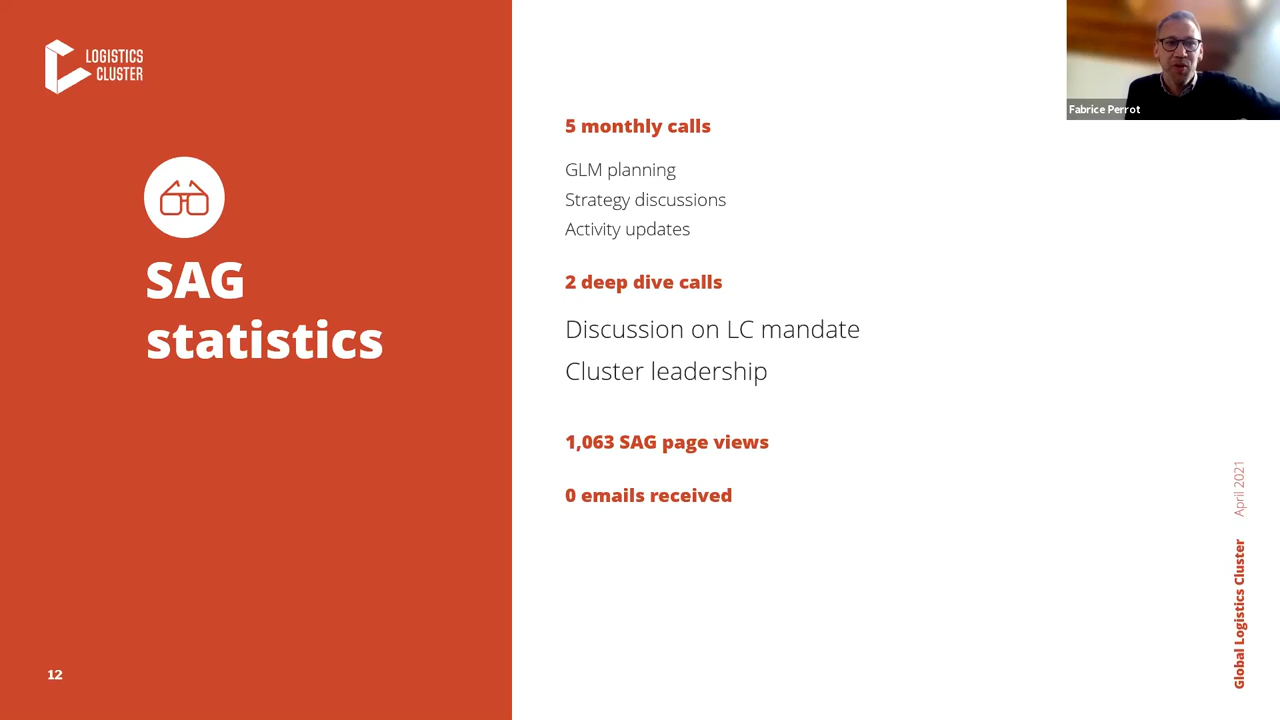 LOGISTICS
CLUSTER
SAG
statistics
12
5 monthly calls
GLM planning
Strategy discussions
Activity updates
2 deep dive calls
Discussion on LC mandate
Cluster leadership
1,063 SAG page views
0 emails received
Fabrice Perrot
Global Logistics Cluster April 2021